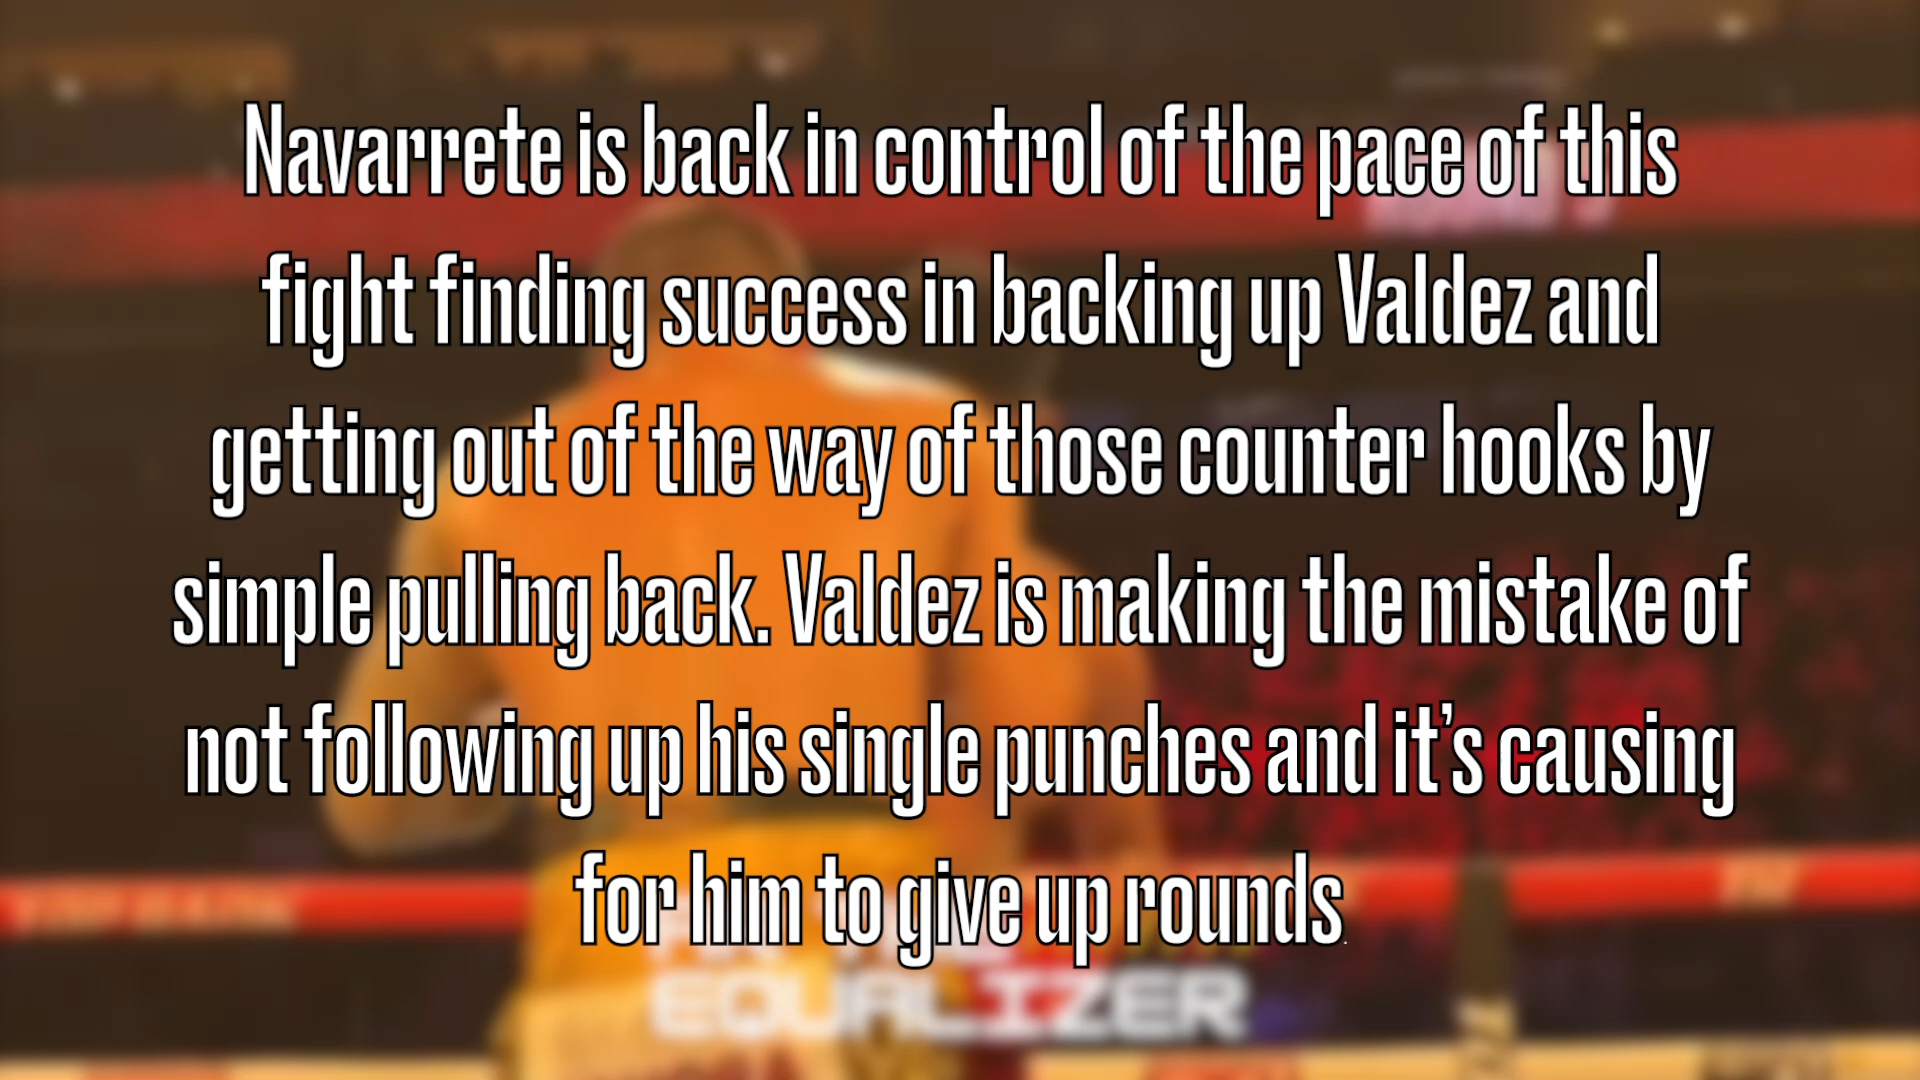 Navarrete is back in control of the pace of this
fight finding success in backing up Valdez and
getting out of the way of those counter hooks by
simple pulling back. Valdez is making the mistake of
not following up his single punches and it's causing
for him to give up rounds.
EQUALIZER